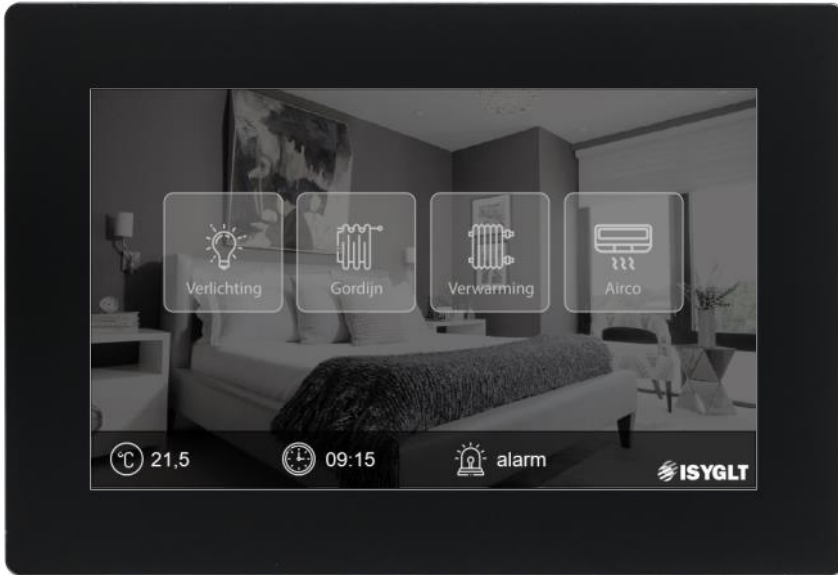 Verlichting
Gordijn
Verwarming
Airco
°C 21,5
09:15
alarm
ISYGLT